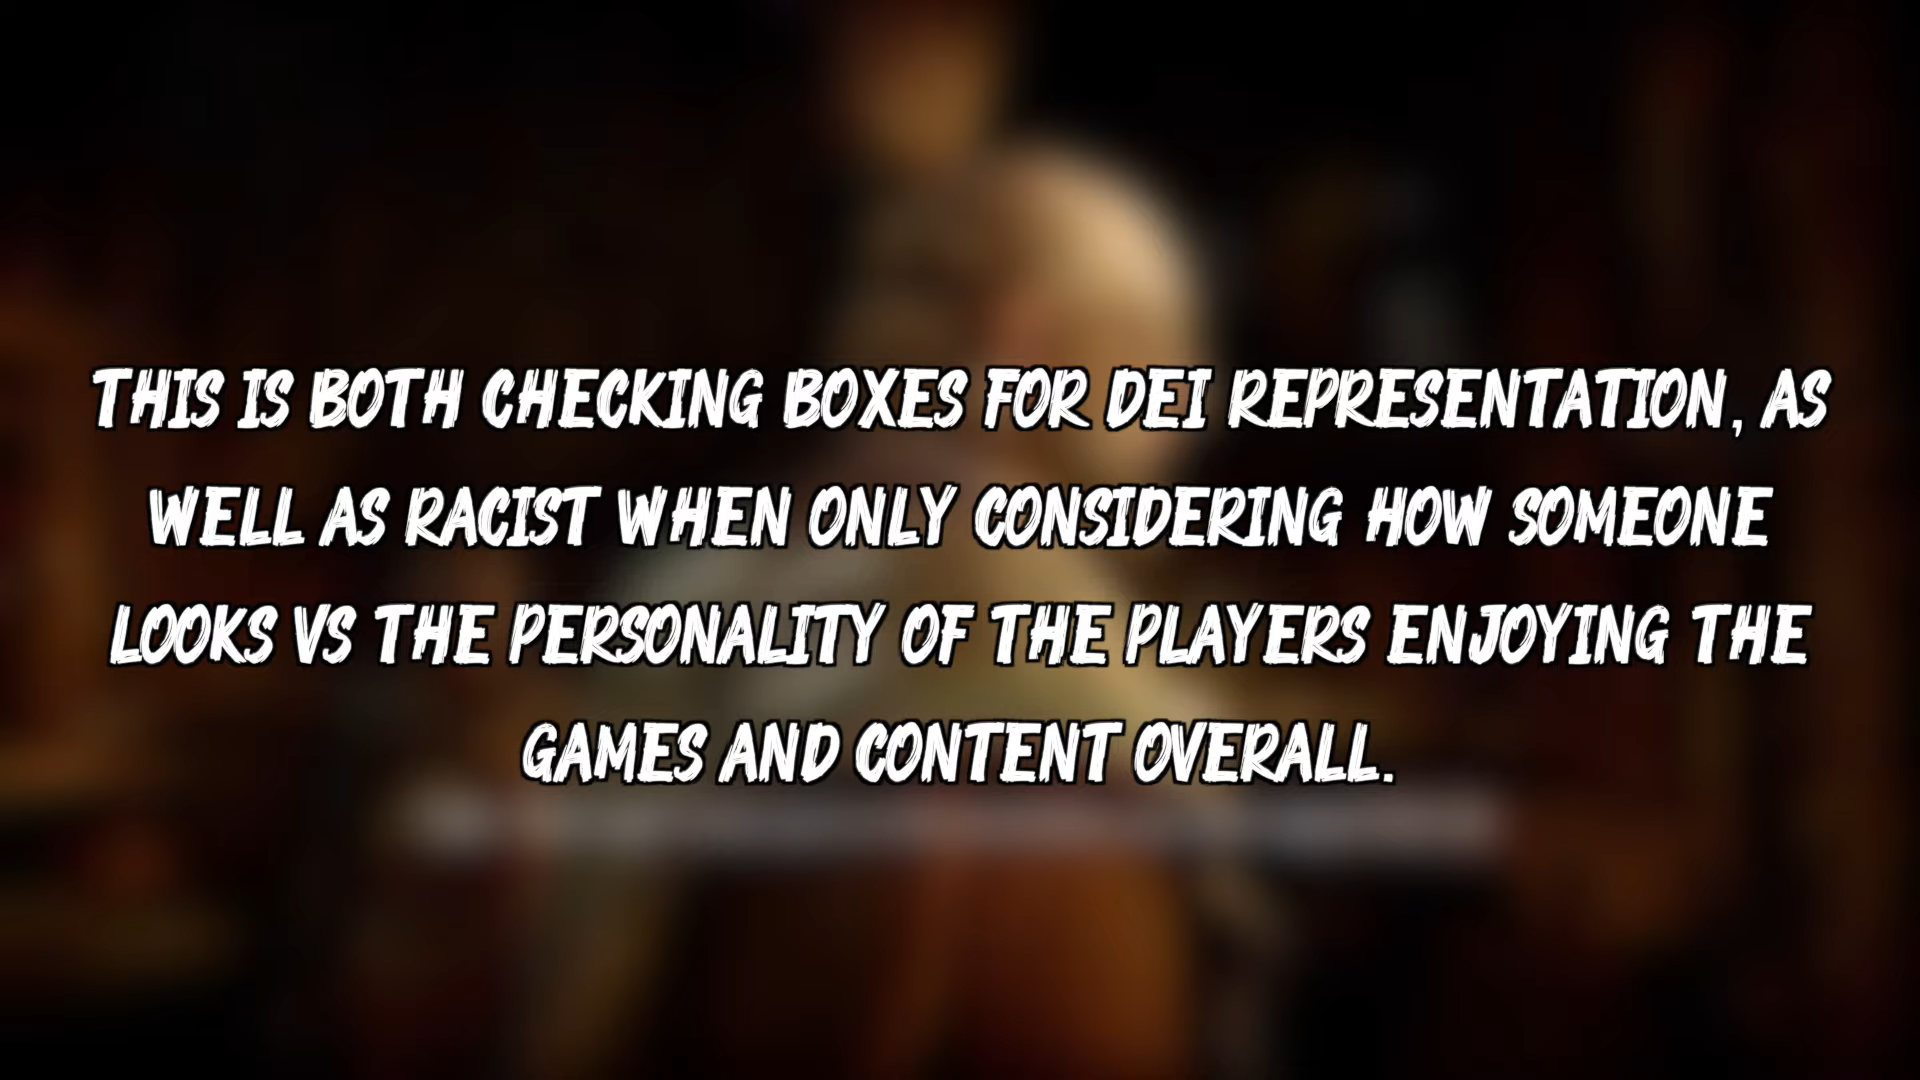 THIS IS BOTH CHECKING BOXES FOR DEI REPRESENTATION, AS
WELL AS RACIST WHEN ONLY CONSIDERING HOW SOMEONE
LOOKS VS THE PERSONALITY OF THE PLAYERS ENJOYING THE
GAMES AND CONTENT OVERALL.